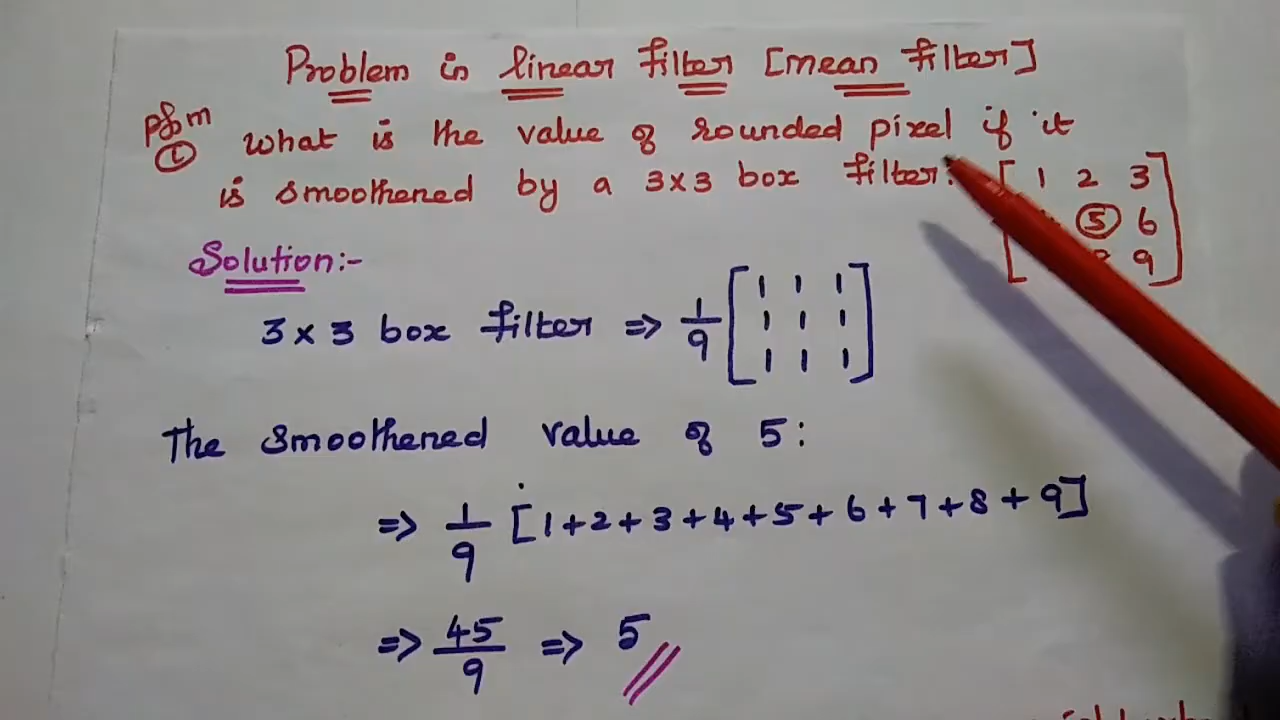 Problem in linear filter [mean filter]
pbm
① What is the value of rounded pixel if it
is smoothened by a 3x3 box filter.
1 2 3
5 6
9
Solution:-
3 x 3 box filter => 1/9 [1 1 1
1 1 1
1 1 1]
The smoothened value of 5:
=> 1/9 [1+2+3+4+5+6+7+8+9]
=> 45/9 => 5